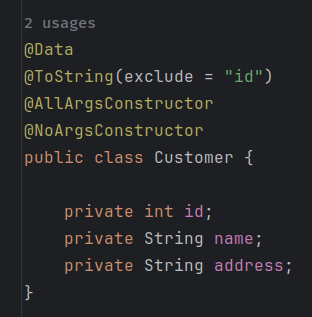 2 usages
@Data
@ToString(exclude = "id")
@AllArgsConstructor
@NoArgsConstructor
public class Customer {
private int id;
private String name;
private String address;
}